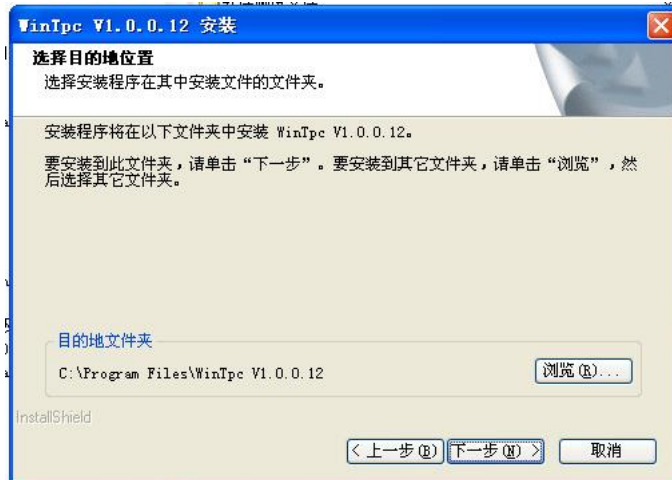 WinTpc V1.0.0.12 安装
选择目的地位置
选择安装程序在其中安装文件的文件夹。
安装程序将在以下文件夹中安装 WinTpc V1.0.0.12。
要安装到此文件夹，请单击“下一步”。要安装到其它文件夹，请单击“浏览”，然
后选择其它文件夹。
目的地文件夹
C:\Program Files\WinTpc V1.0.0.12
浏览(R)...
InstallShield
< 上一步(B)
下一步(N) >
取消